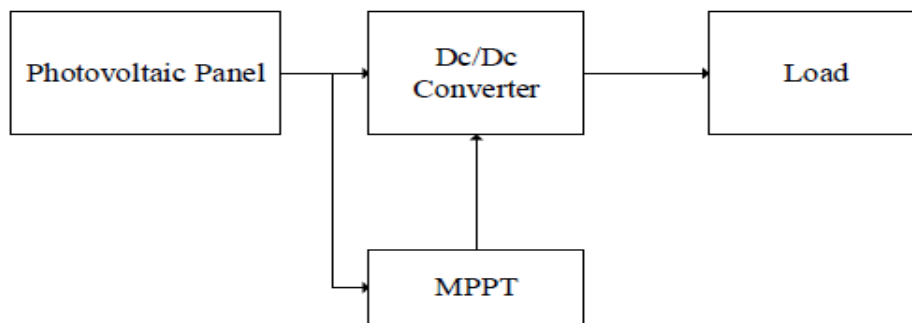 Photovoltaic Panel
Dc/Dc
Converter
Load
MPPT